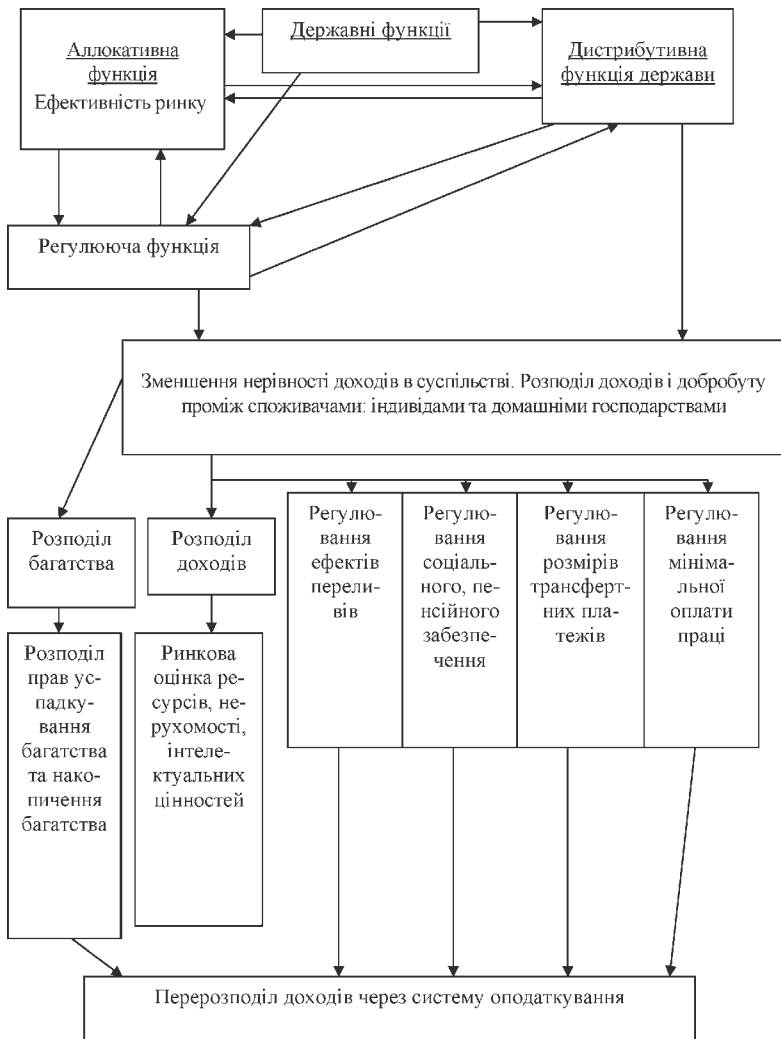 Державні функції
Аллокативна
функція
Ефективність ринку
Дистрибутивна
функція держави
Регулююча функція
Зменшення нерівності доходів в суспільстві. Розподіл доходів і добробуту
проміж споживачами: індивідами та домашніми господарствами
Розподіл
багатства
Розподіл
доходів
Регулю-
вання
ефектів
перели-
вів
Регулю-
вання
соціаль-
ного, пе-
нсійного
забезпе-
чення
Регулю-
вання
розмірів
трансферт-
них пла-
тежів
Регулю-
вання
мініма-
льної
оплати
праці
Розподіл
прав ус-
падку-
вання
багатства
та нако-
пичення
багатства
Ринкова
оцінка ре-
сурсів, не-
рухомості,
інтеле-
ктуальних
цінностей
Перерозподіл доходів через систему оподаткування